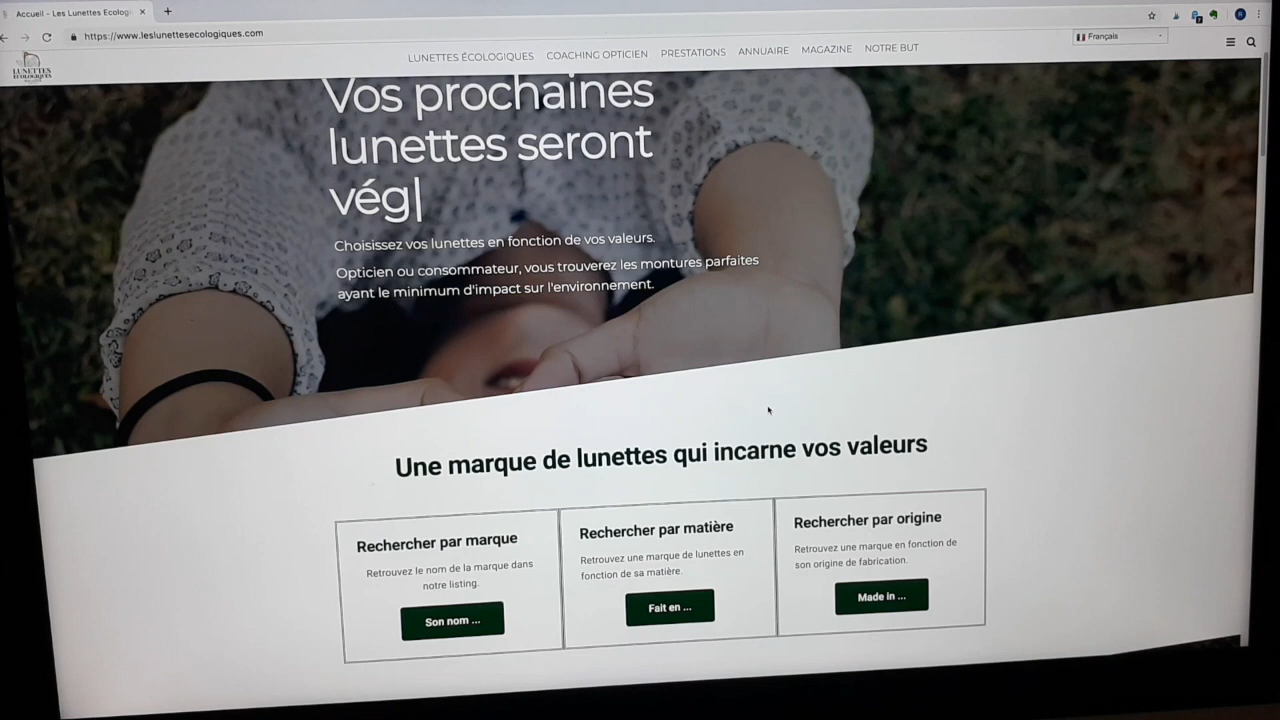 Accueil - Les Lunettes Ecologi
https://www.leslunettesecologiques.com
LUNETTES
ECOLOGIQUES
LUNETTES ÉCOLOGIQUES COACHING OPTICIEN PRESTATIONS ANNUAIRE MAGAZINE NOTRE BUT
Français
Vos prochaines
lunettes seront
vég|
Choisissez vos lunettes en fonction de vos valeurs.
Opticien ou consommateur, vous trouverez les montures parfaites
ayant le minimum d'impact sur l'environnement.
Une marque de lunettes qui incarne vos valeurs
Rechercher par marque
Retrouvez le nom de la marque dans
notre listing.
Son nom ...
Rechercher par matière
Retrouvez une marque de lunettes en
fonction de sa matière.
Fait en ...
Rechercher par origine
Retrouvez une marque en fonction de
son origine de fabrication.
Made in ...